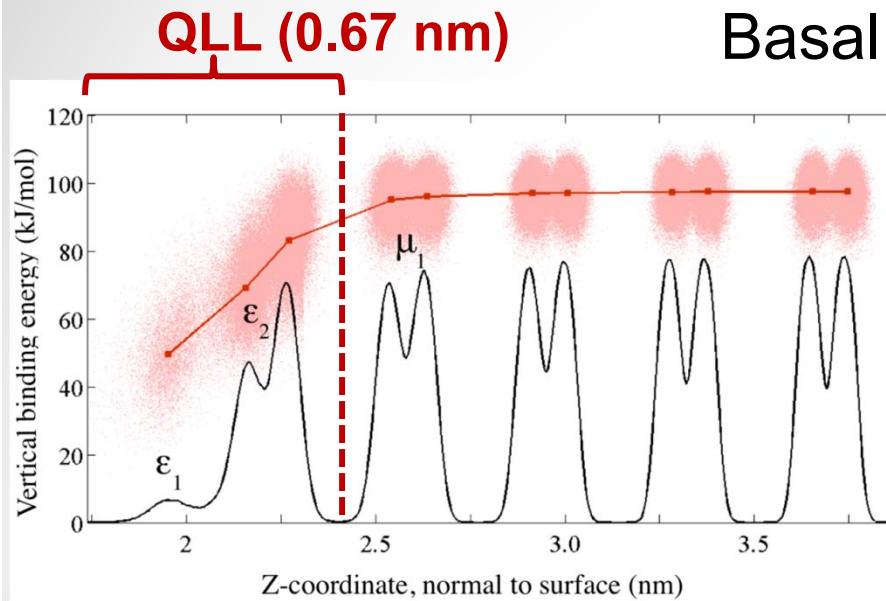 QLL (0.67 nm)
Basal
Vertical binding energy (kJ/mol)
120
100
80
60
40
20
0
ε₁
ε₂
μ₁
2
2.5
3.0
3.5
Z-coordinate, normal to surface (nm)